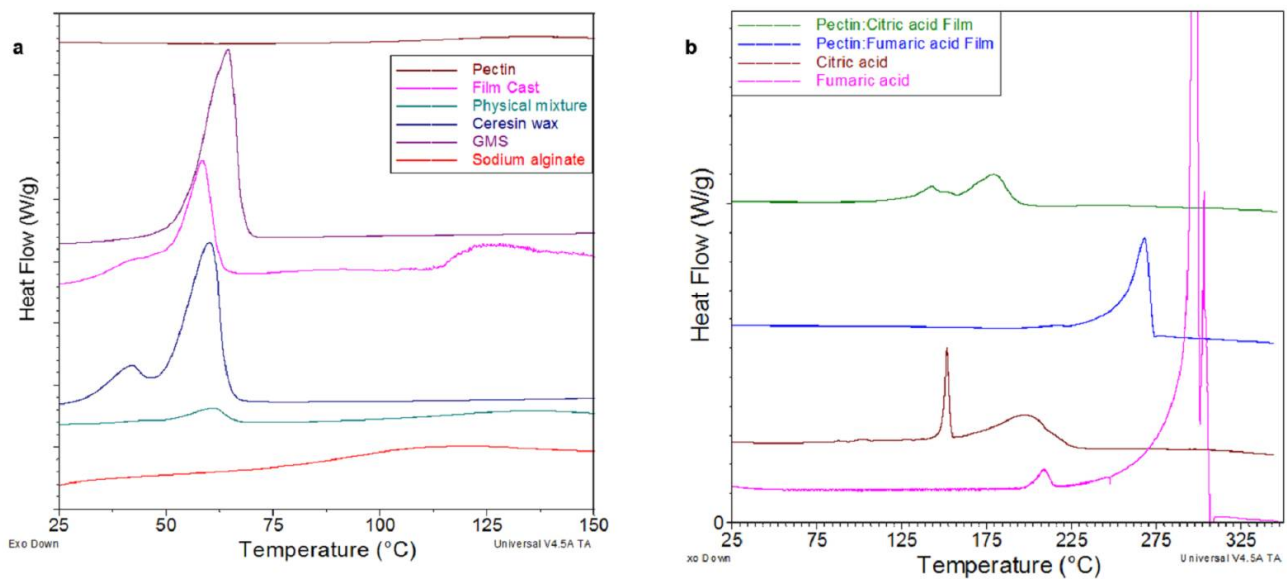 a
Pectin
Film Cast
Physical mixture
Ceresin wax
GMS
Sodium alginate
Heat Flow (W/g)
25 50 75 100 125 150
Exo Down
Temperature (°C)
Universal V4.5A TA
b
Pectin:Citric acid Film
Pectin:Fumaric acid Film
Citric acid
Fumaric acid
Heat Flow (W/g)
0
25 75 125 175 225 275 325
xo Down
Temperature (°C)
Universal V4.5A TA